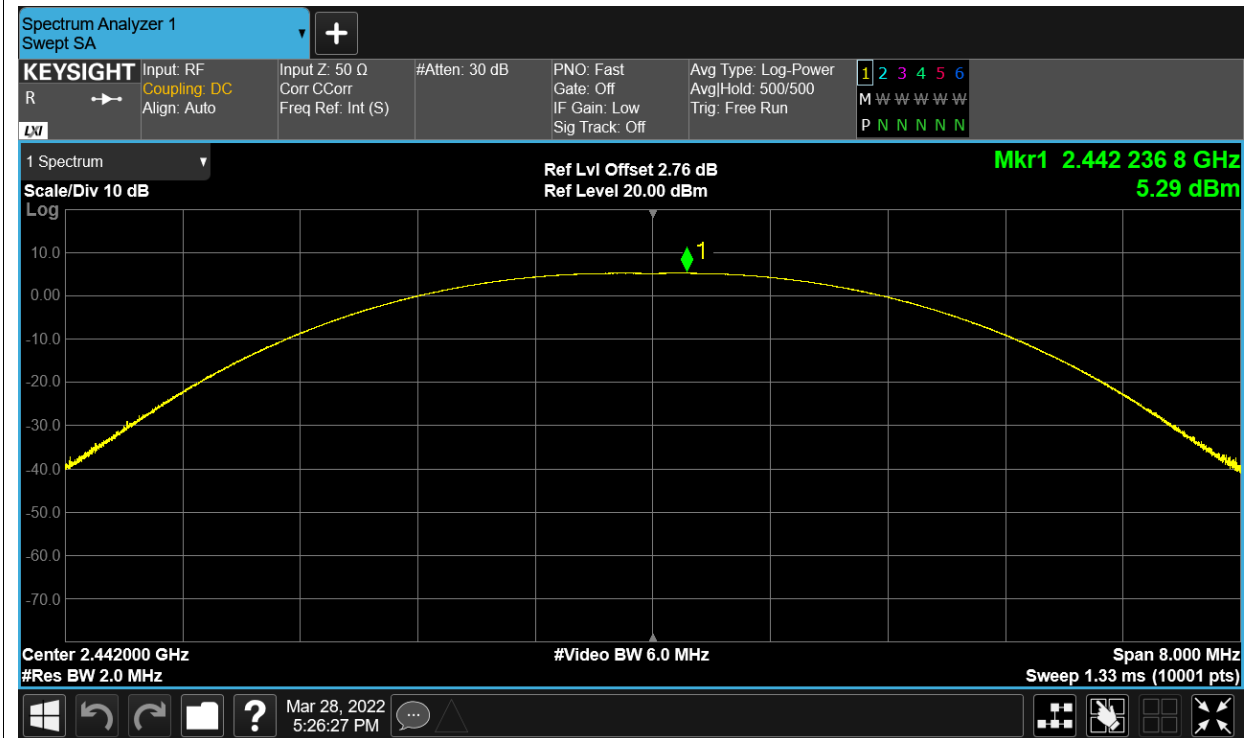 Spectrum Analyzer 1
Swept SA
KEYSIGHT
R
LXI
Input: RF
Coupling: DC
Align: Auto
Input Z: 50 Ω
Corr CCorr
Freq Ref: Int (S)
#Atten: 30 dB
PNO: Fast
Gate: Off
IF Gain: Low
Sig Track: Off
Avg Type: Log-Power
Avg|Hold: 500/500
Trig: Free Run
1 2 3 4 5 6
M W W W W W
P N N N N N
1 Spectrum
Scale/Div 10 dB
Log
Ref Lvl Offset 2.76 dB
Ref Level 20.00 dBm
Mkr1 2.442 236 8 GHz
5.29 dBm
1
10.0
0.00
-10.0
-20.0
-30.0
-40.0
-50.0
-60.0
-70.0
Center 2.442000 GHz
#Res BW 2.0 MHz
#Video BW 6.0 MHz
Span 8.000 MHz
Sweep 1.33 ms (10001 pts)
?
Mar 28, 2022
5:26:27 PM